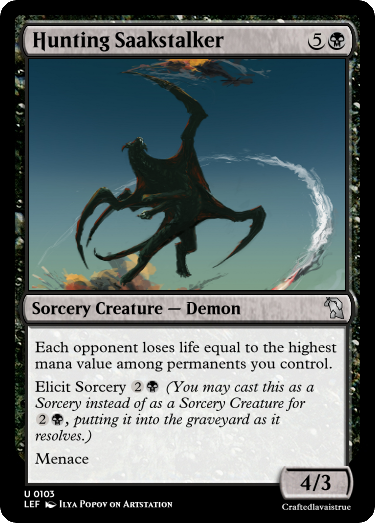 Hunting Saakstalker 5
Sorcery Creature — Demon
Each opponent loses life equal to the highest
mana value among permanents you control.
Elicit Sorcery 2 (You may cast this as a
Sorcery instead of as a Sorcery Creature for
2 , putting it into the graveyard as it
resolves.)
Menace
4/3
U 0103
LEF Ilya Popov on Artstation
Craftedlavaistrue